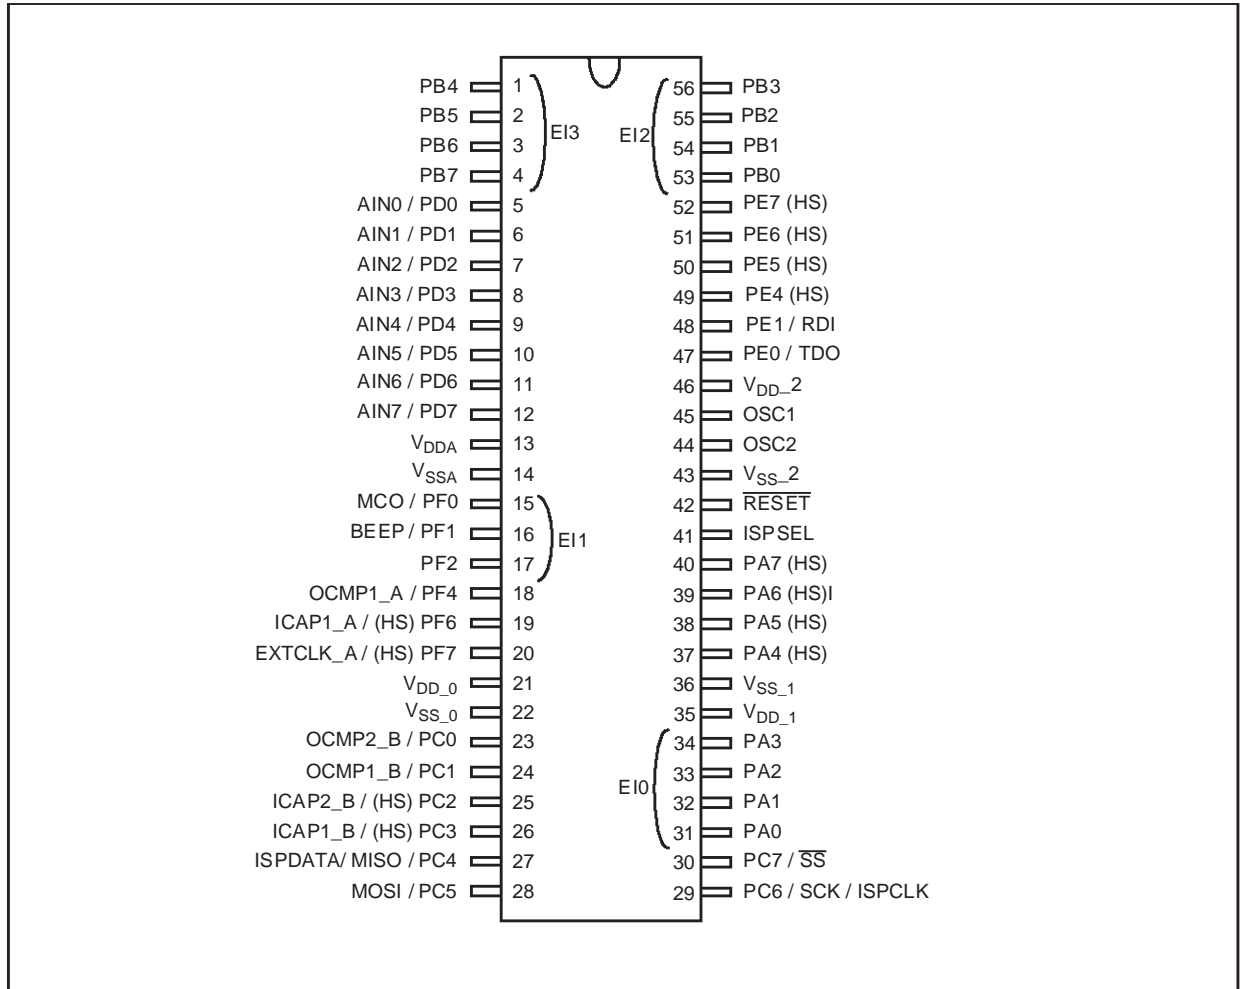 PB4 1 56 PB3
PB5 2 55 PB2
EI3 EI2
PB6 3 54 PB1
PB7 4 53 PB0
AIN0 / PD0 5 52 PE7 (HS)
AIN1 / PD1 6 51 PE6 (HS)
AIN2 / PD2 7 50 PE5 (HS)
AIN3 / PD3 8 49 PE4 (HS)
AIN4 / PD4 9 48 PE1 / RDI
AIN5 / PD5 10 47 PE0 / TDO
AIN6 / PD6 11 46 VDD_2
AIN7 / PD7 12 45 OSC1
VDDA 13 44 OSC2
VSSA 14 43 VSS_2
MCO / PF0 15 42 RESET
BEEP / PF1 16 41 ISPSEL
EI1
PF2 17 40 PA7 (HS)
OCMP1_A / PF4 18 39 PA6 (HS)I
ICAP1_A / (HS) PF6 19 38 PA5 (HS)
EXTCLK_A / (HS) PF7 20 37 PA4 (HS)
VDD_0 21 36 VSS_1
VSS_0 22 35 VDD_1
OCMP2_B / PC0 23 34 PA3
OCMP1_B / PC1 24 33 PA2
EI0
ICAP2_B / (HS) PC2 25 32 PA1
ICAP1_B / (HS) PC3 26 31 PA0
ISPDATA/ MISO / PC4 27 30 PC7 / SS
MOSI / PC5 28 29 PC6 / SCK / ISPCLK